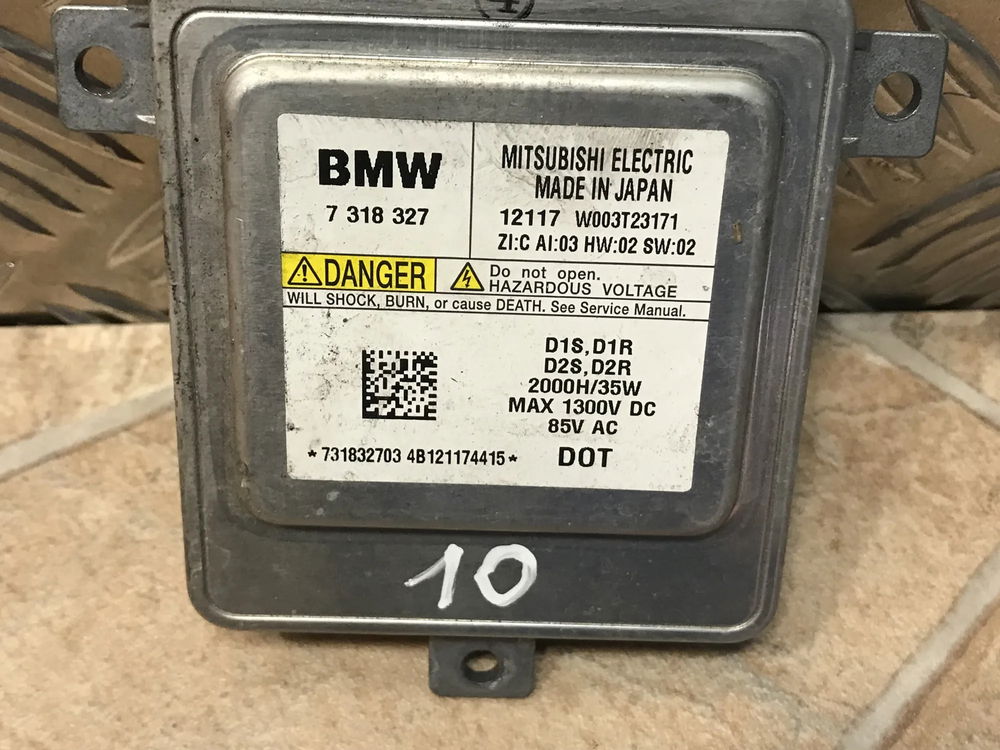 4
BMW
7 318 327
MITSUBISHI ELECTRIC
MADE IN JAPAN
12117 W003T23171
ZI:C AI:03 HW:02 SW:02
DANGER
Do not open.
HAZARDOUS VOLTAGE
WILL SHOCK, BURN, or cause DEATH. See Service Manual.
D1S,D1R
D2S,D2R
2000H/35W
MAX 1300V DC
85V AC
*731832703 4B121174415*
DOT
10